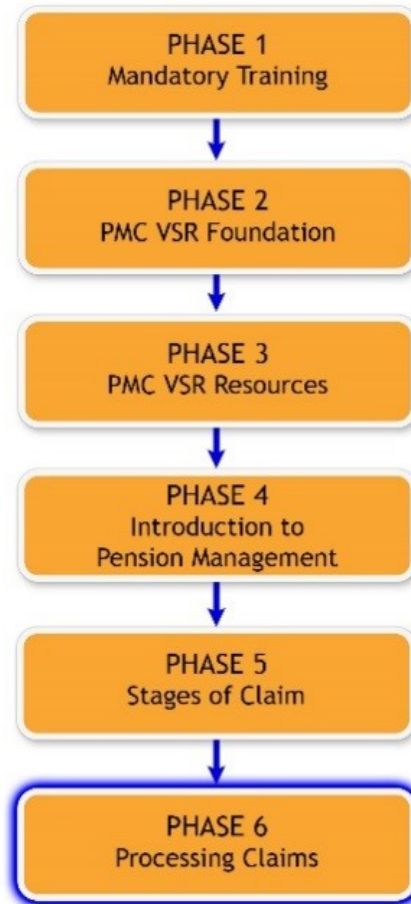 PHASE 1
Mandatory Training
PHASE 2
PMC VSR Foundation
PHASE 3
PMC VSR Resources
PHASE 4
Introduction to
Pension Management
PHASE 5
Stages of Claim
PHASE 6
Processing Claims